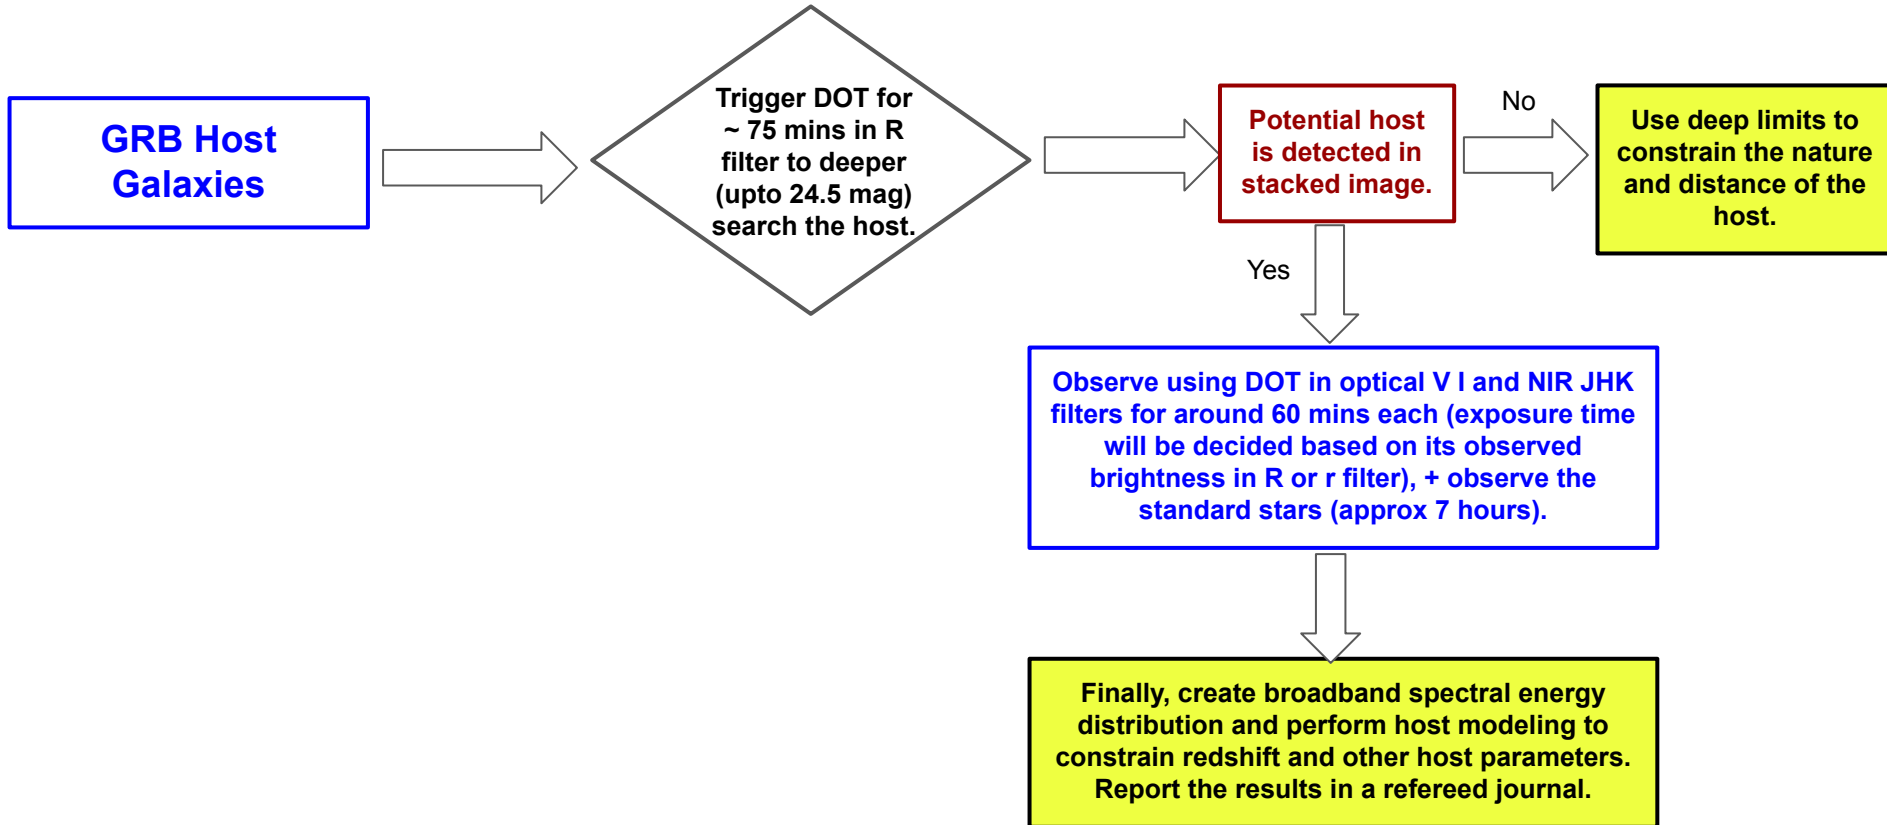 GRB Host
Galaxies
Trigger DOT for
~ 75 mins in R
filter to deeper
(upto 24.5 mag)
search the host.
Potential host
is detected in
stacked image.
No
Use deep limits to
constrain the nature
and distance of the
host.
Yes
Observe using DOT in optical V I and NIR JHK
filters for around 60 mins each (exposure time
will be decided based on its observed
brightness in R or r filter), + observe the
standard stars (approx 7 hours).
Finally, create broadband spectral energy
distribution and perform host modeling to
constrain redshift and other host parameters.
Report the results in a refereed journal.